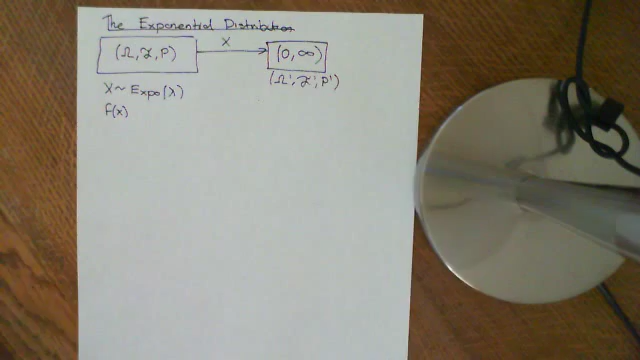 The Exponential Distribution
(Ω, F, P) X (0, ∞)
(Ω', F', P')
X ~ Expo(λ)
f(x)